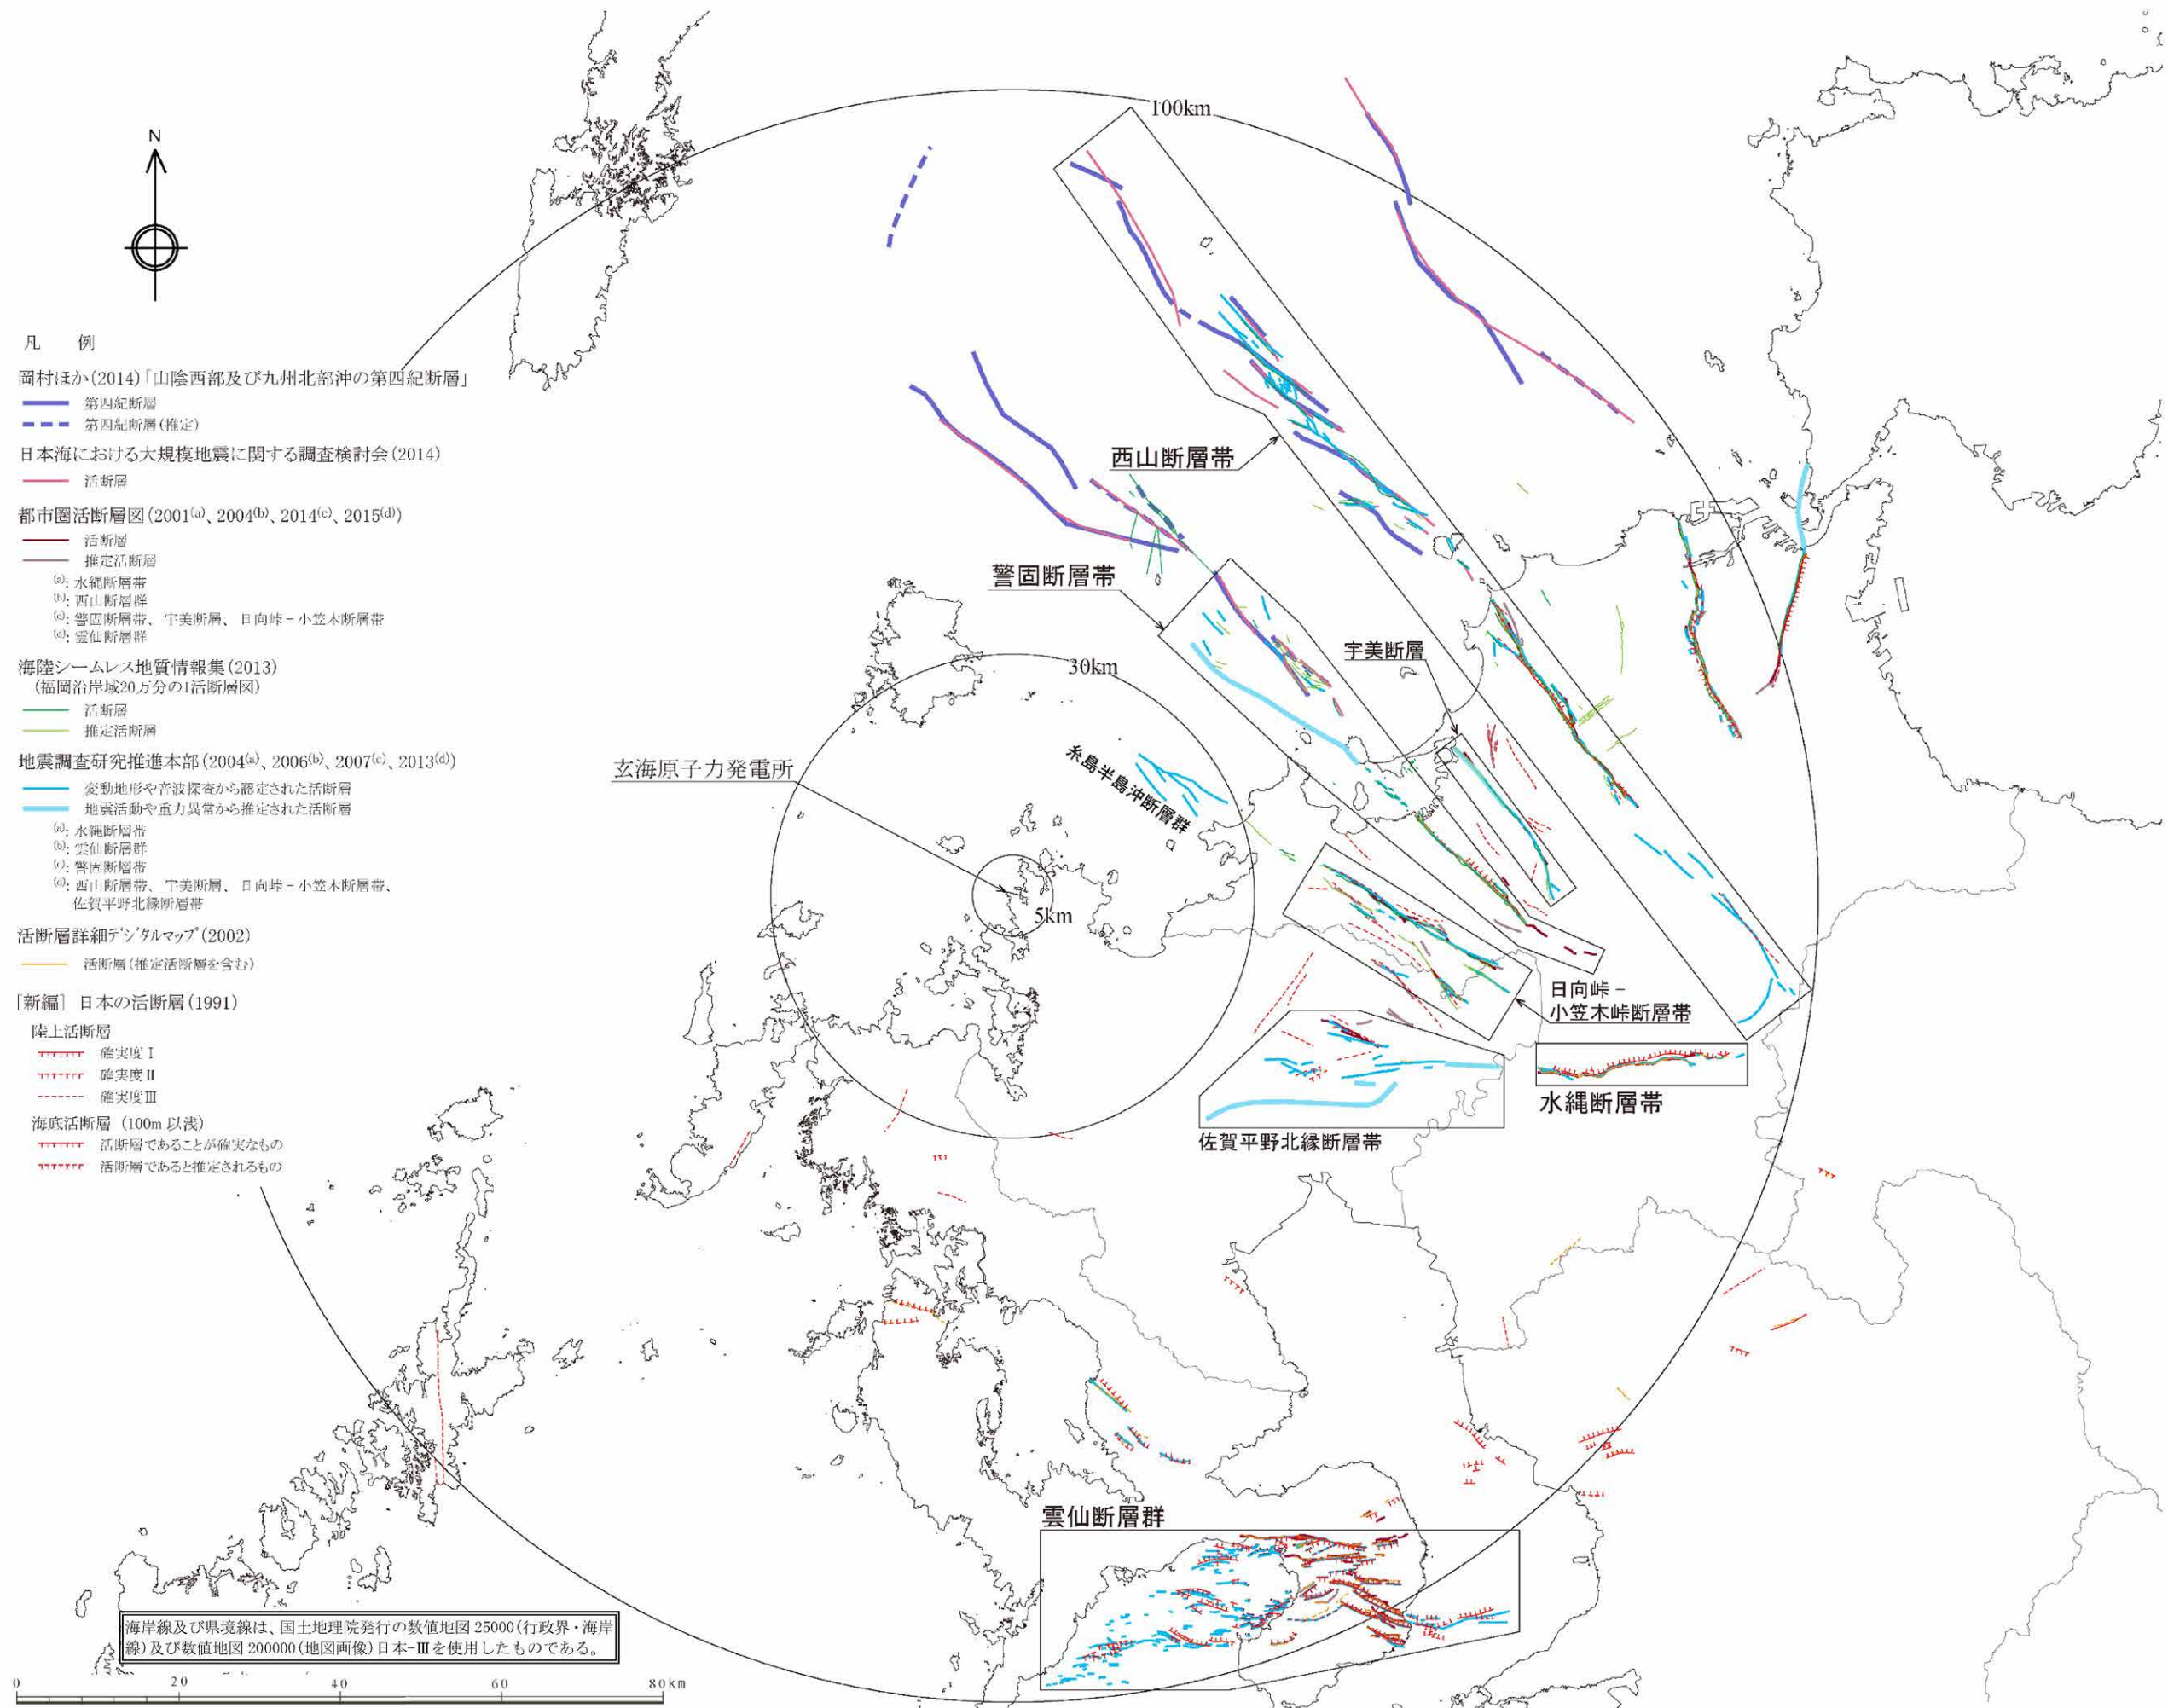 N
凡　例
岡村ほか(2014)「山陰西部及び九州北部沖の第四紀断層」
第四紀断層
第四紀断層(推定)
日本海における大規模地震に関する調査検討会(2014)
活断層
都市圏活断層図(2001(a)、2004(b)、2014(c)、2015(d))
活断層
推定活断層
(a): 水縄断層帯
(b): 西山断層群
(c): 警固断層帯、宇美断層、日向峠－小笠木断層帯
(d): 雲仙断層群
海陸シームレス地質情報集(2013)
(福岡沿岸域20万分の1活断層図)
活断層
推定活断層
地震調査研究推進本部(2004(a)、2006(b)、2007(c)、2013(d))
変動地形や音波探査から認定された活断層
地震活動や重力異常から推定された活断層
(a): 水縄断層帯
(b): 雲仙断層群
(c): 警固断層帯
(d): 西山断層帯、宇美断層、日向峠－小笠木断層帯、
佐賀平野北縁断層帯
活断層詳細デジタルマップ(2002)
活断層(推定活断層を含む)
[新編] 日本の活断層(1991)
陸上活断層
確実度Ⅰ
確実度Ⅱ
確実度Ⅲ
海底活断層 (100m以浅)
活断層であることが確実なもの
活断層であると推定されるもの
100km
西山断層帯
警固断層帯
宇美断層
30km
玄海原子力発電所
糸島半島沖断層群
5km
日向峠－
小笠木峠断層帯
水縄断層帯
佐賀平野北縁断層帯
雲仙断層群
海岸線及び県境線は、国土地理院発行の数値地図25000(行政界・海岸
線)及び数値地図200000(地図画像)日本-Ⅲを使用したものである。
0 20 40 60 80km